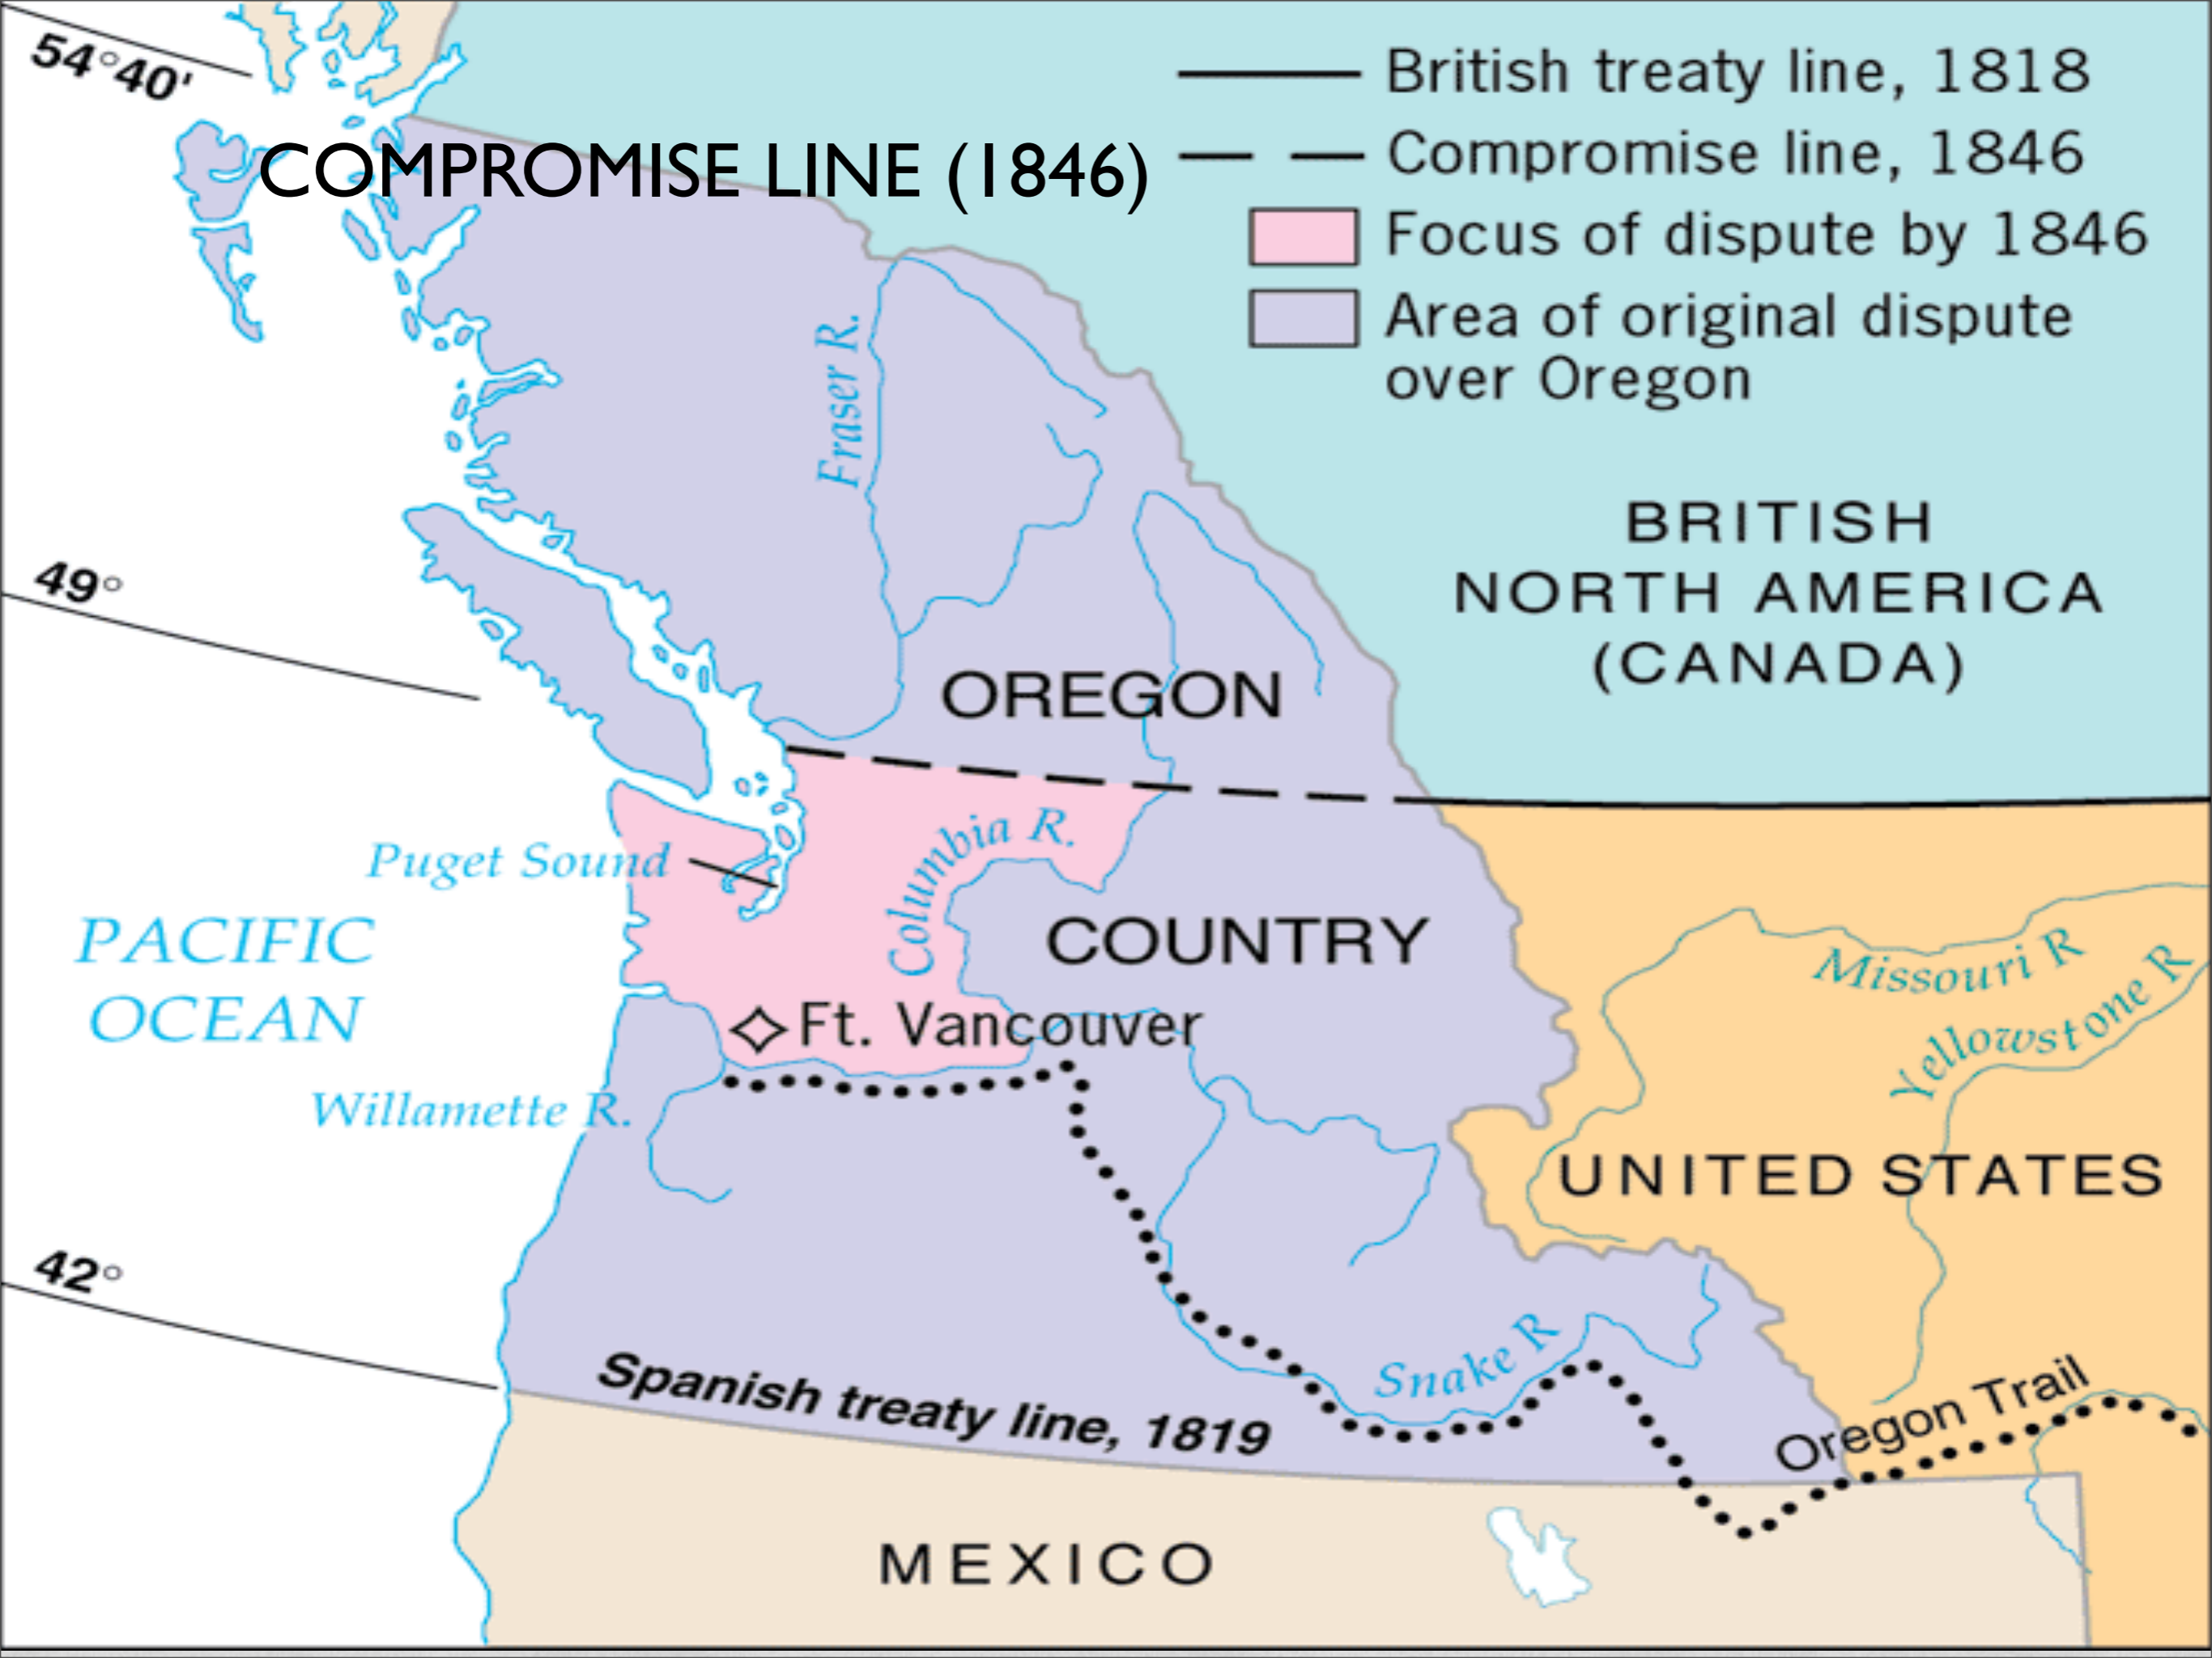 54°40'
COMPROMISE LINE (1846)
British treaty line, 1818
Compromise line, 1846
Focus of dispute by 1846
Area of original dispute
over Oregon
Fraser R.
BRITISH
NORTH AMERICA
(CANADA)
49°
OREGON
Columbia R.
Puget Sound
PACIFIC
OCEAN
COUNTRY
Missouri R
Yellowstone R
Ft. Vancouver
Willamette R.
UNITED STATES
42°
Snake R
Spanish treaty line, 1819
Oregon Trail
MEXICO